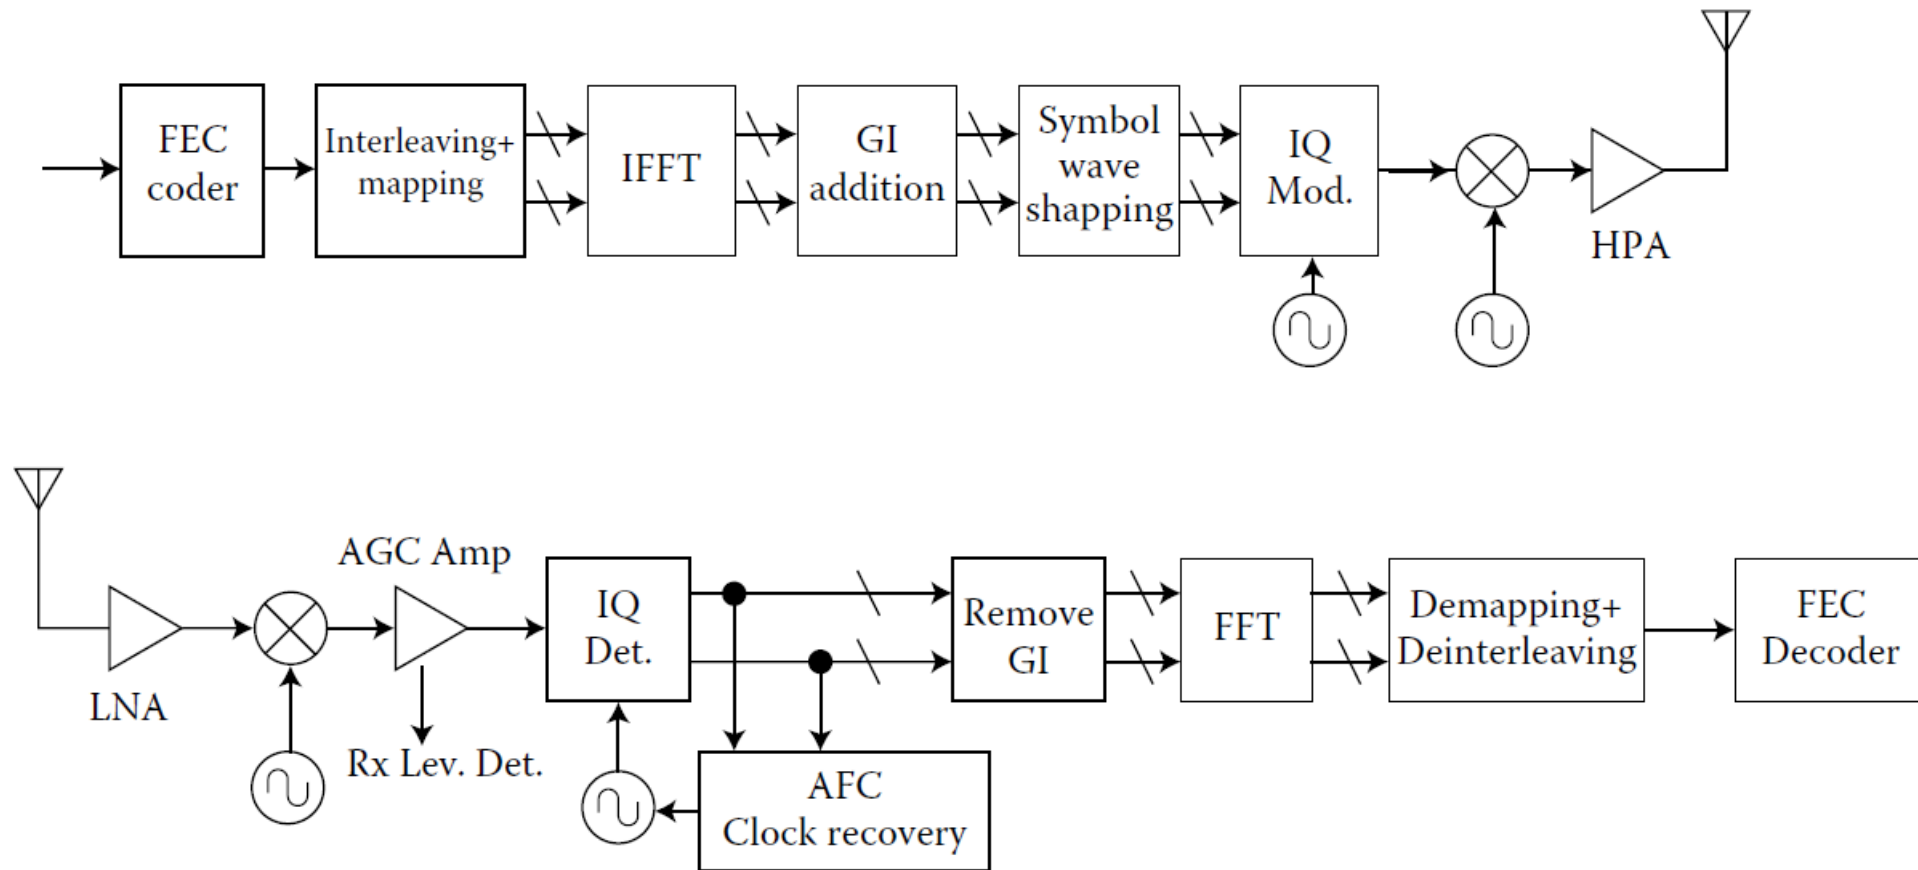 FEC
coder
Interleaving+
mapping
IFFT
GI
addition
Symbol
wave
shapping
IQ
Mod.
HPA
LNA
AGC Amp
Rx Lev. Det.
IQ
Det.
AFC
Clock recovery
Remove
GI
FFT
Demapping+
Deinterleaving
FEC
Decoder